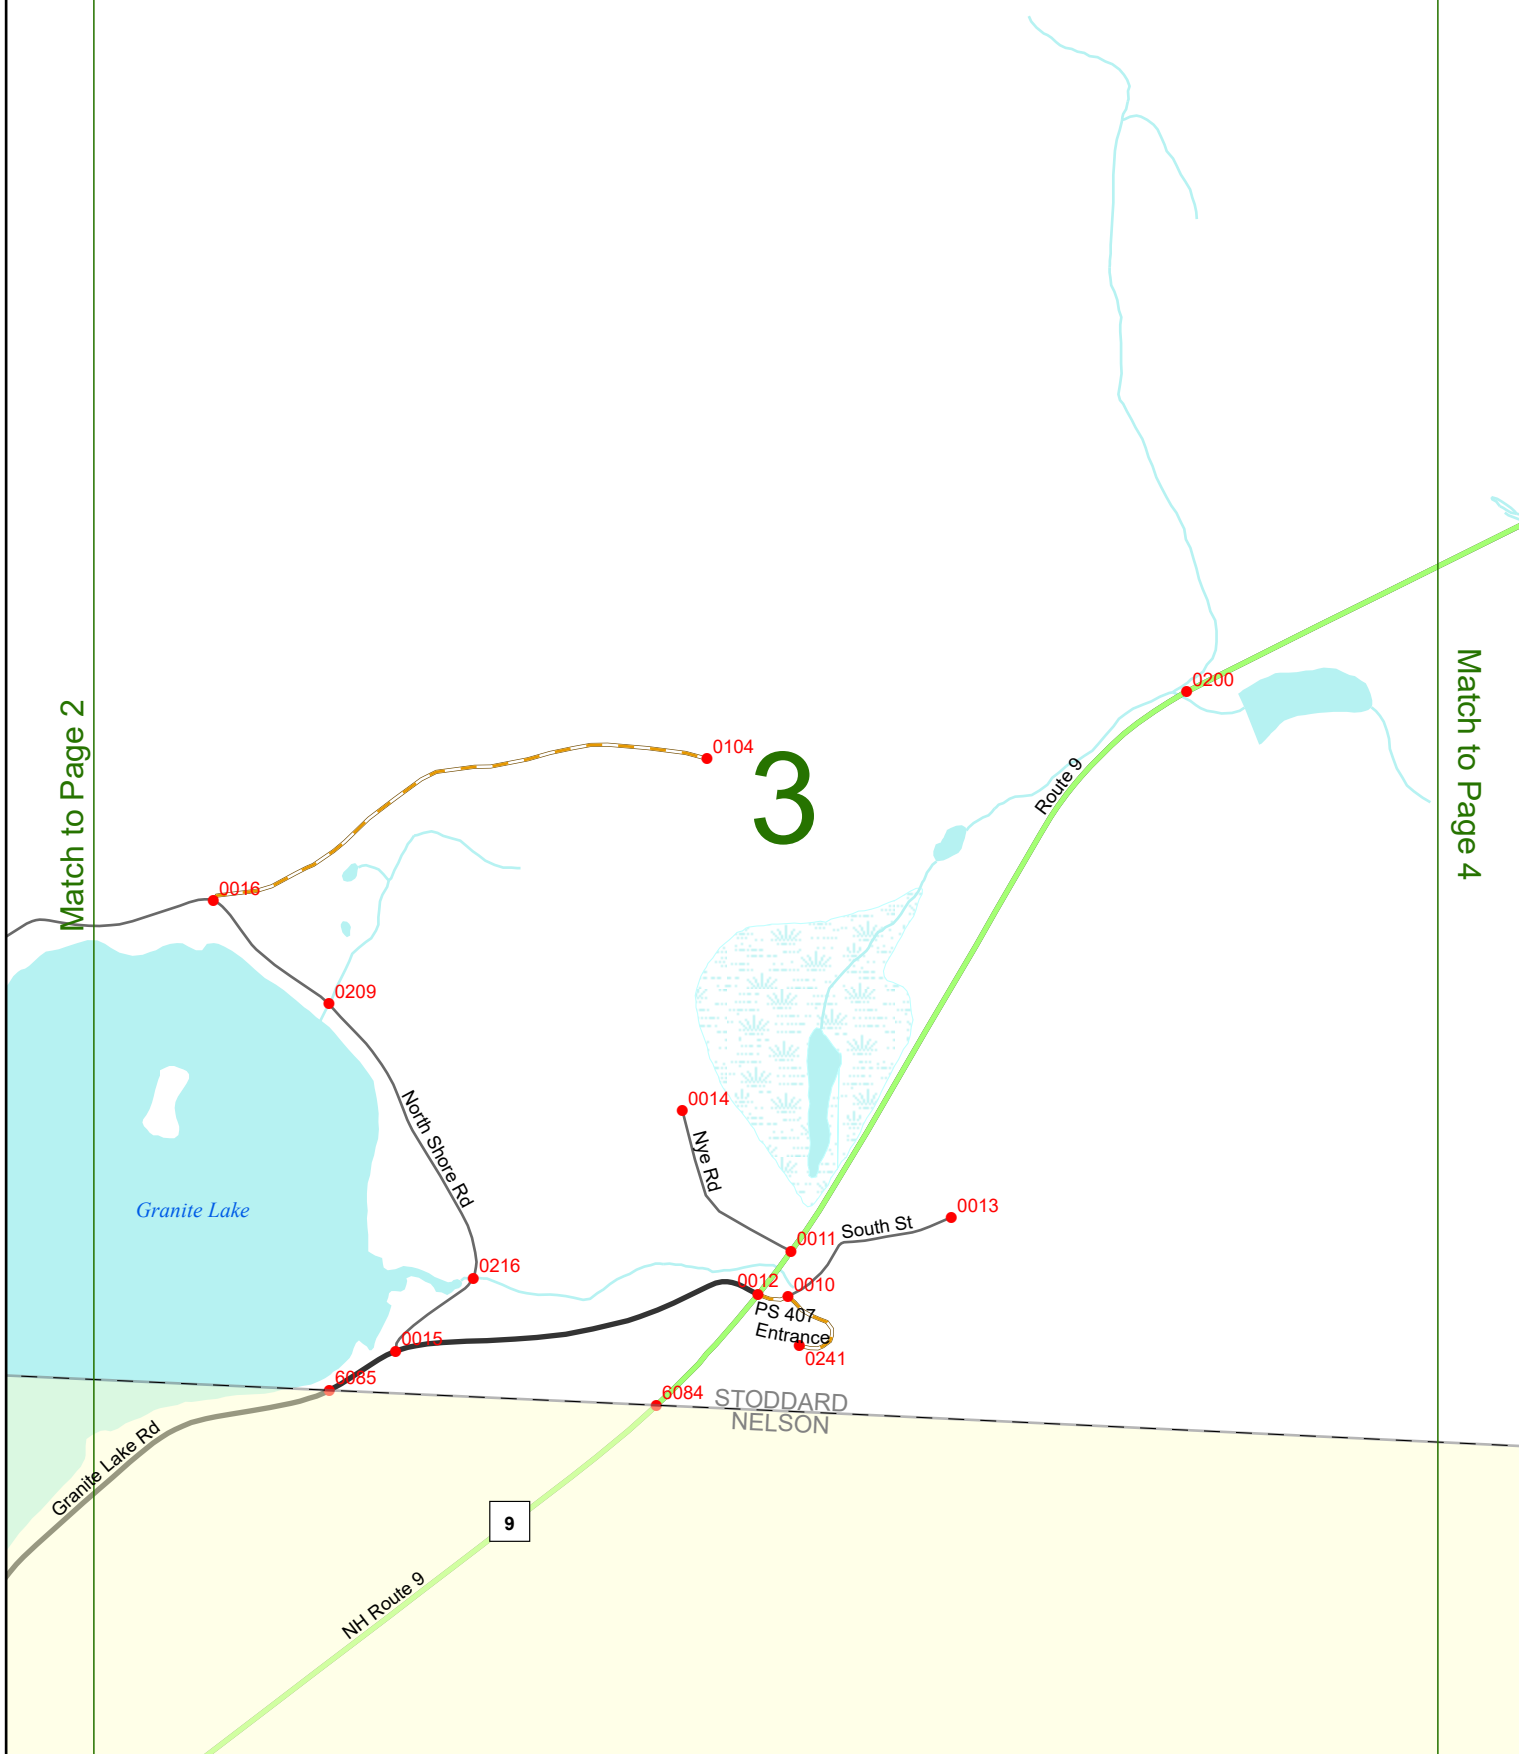 0200
Match to Page 4
Match to Page 2
0104
3
Route 9
0016
0209
North Shore Rd
0014
Nye Rd
Granite Lake
South St
0013
0011
0216
0012
0010
PS 407
Entrance
0015
0241
6085
6084
STODDARD
NELSON
Granite Lake Rd
9
NH Route 9